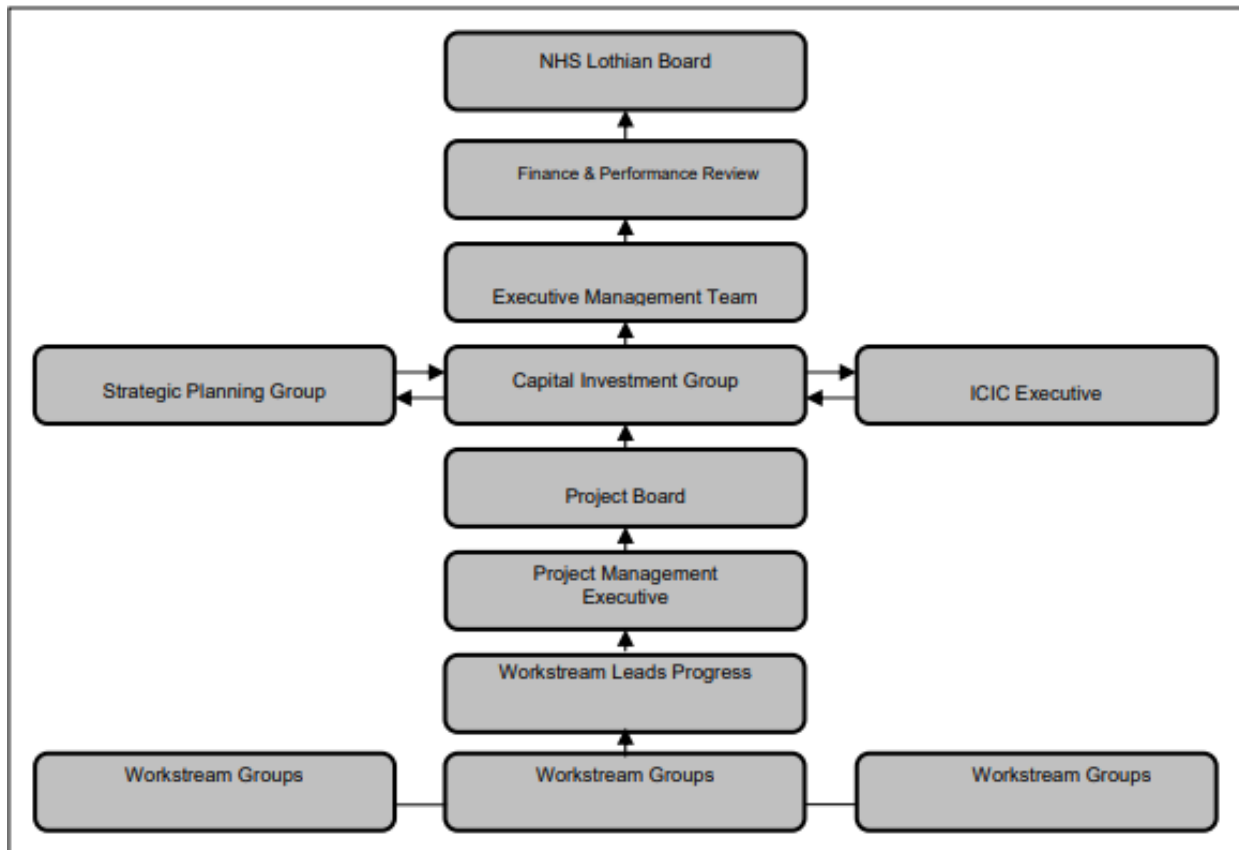 NHS Lothian Board
Finance & Performance Review
Executive Management Team
Strategic Planning Group
Capital Investment Group
ICIC Executive
Project Board
Project Management
Executive
Workstream Leads Progress
Workstream Groups
Workstream Groups
Workstream Groups